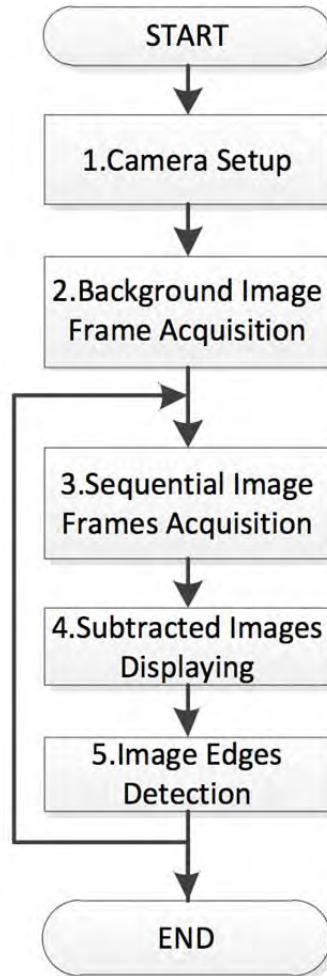 START
1.Camera Setup
2.Background Image
Frame Acquisition
3.Sequential Image
Frames Acquisition
4.Subtracted Images
Displaying
5.Image Edges
Detection
END